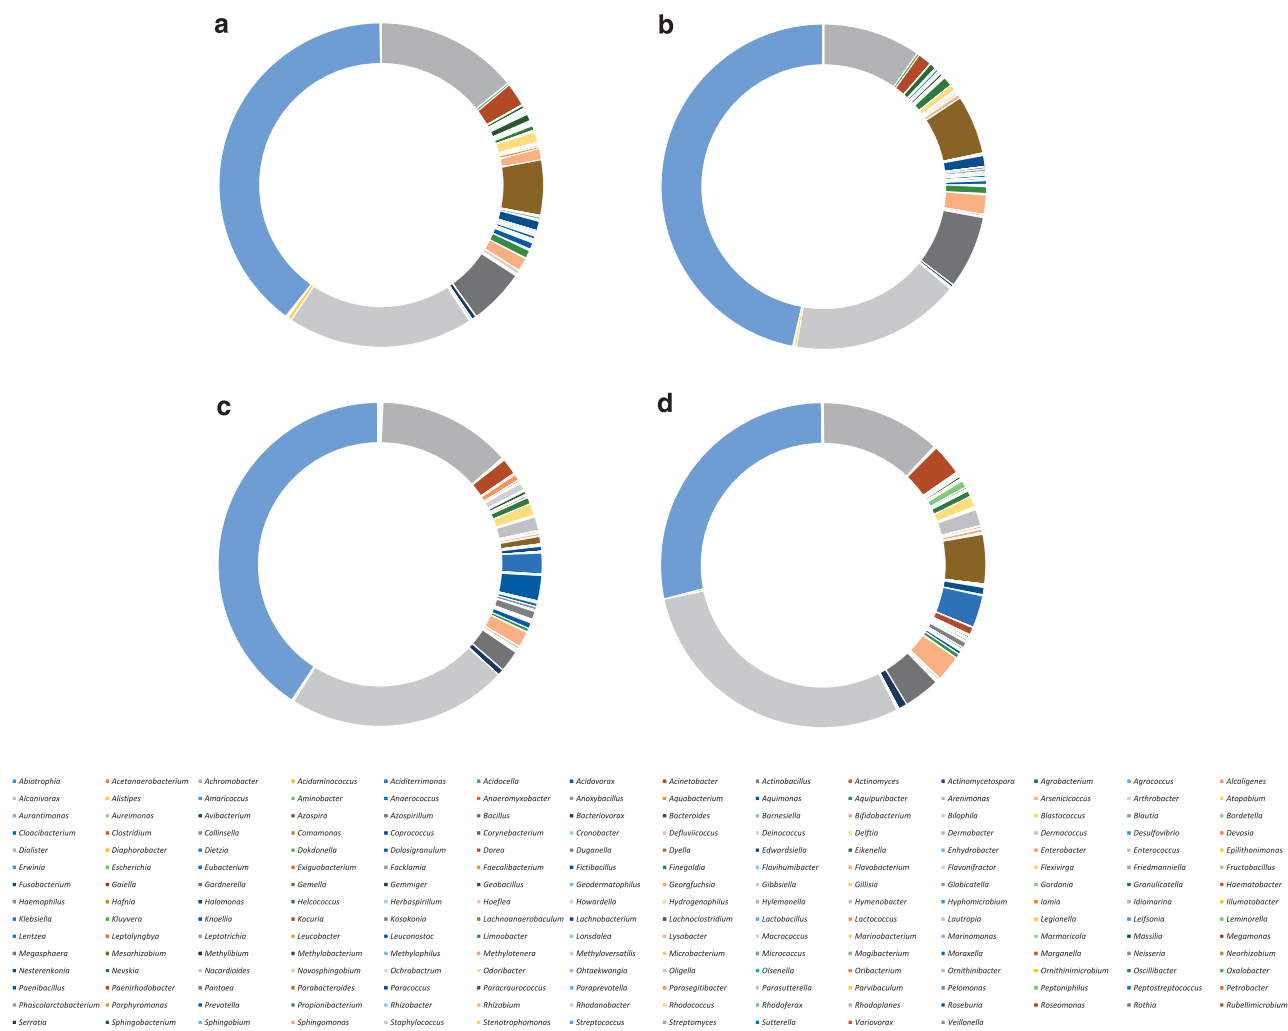 a b
c d
Abiotrophia Acetanaerobacterium Achromobacter Acidaminococcus Aciditerrimonas Acidocella Acidovorax Acinetobacter Actinobacillus Actinomyces Actinomycetospora Agrobacterium Agrococcus Alcaligenes
Alcanivorax Alistipes Amaricoccus Aminobacter Anaerococcus Anaeromyxobacter Anoxybacillus Aquabacterium Aquimonas Aquipuribacter Arenimonas Arsenicicoccus Arthrobacter Atopobium
Aurantimonas Aureimonas Avibacterium Azospira Azospirillum Bacillus Bacteriovorax Bacteroides Barnesiella Bifidobacterium Bilophila Blastococcus Blautia Bordetella
Cloacibacterium Clostridium Collinsella Comamonas Coprococcus Corynebacterium Cronobacter Defluviicoccus Deinococcus Delftia Dermabacter Dermacoccus Desulfovibrio Devosia
Dialister Diaphorobacter Dietzia Dokdonella Dolosigranulum Dorea Duganella Dyella Edwardsiella Eikenella Enhydrobacter Enterobacter Enterococcus Epilithonimonas
Erwinia Escherichia Eubacterium Exiguobacterium Facklamia Faecalibacterium Fictibacillus Finegoldia Flavihumibacter Flavobacterium Flavonifractor Flexivirga Friedmanniella Fructobacillus
Fusobacterium Gaiella Gardnerella Gemella Gemmiger Geobacillus Geodermatophilus Georgfuchsia Gibbsiella Gillisia Globicatella Gordonia Granulicatella Haematobacter
Haemophilus Hafnia Halomonas Helcococcus Herbaspirillum Hoeflea Howardella Hydrogenophilus Hylemonella Hymenobacter Hyphomicrobium Iamia Idiomarina Illumatobacter
Klebsiella Kluyvera Knoellia Kocuria Kosakonia Lachnoanaerobaculum Lachnobacterium Lachnoclostridium Lactobacillus Lactococcus Lautropia Legionella Leifsonia Leminorella
Lentzea Leptolyngbya Leptotrichia Leucobacter Leuconostoc Limnobacter Lonsdalea Lysobacter Macrococcus Marinobacterium Marinomonas Marmoricola Massilia Megamonas
Megasphaera Mesorhizobium Methylibium Methylobacterium Methylophilus Methylotenera Methyloversatilis Microbacterium Micrococcus Mogibacterium Moraxella Morganella Neisseria Neorhizobium
Nesterenkonia Nevskia Nocardioides Novosphingobium Ochrobactrum Odoribacter Ohtaekwangia Oligella Olsenella Oribacterium Ornithinibacter Ornithinimicrobium Oscillibacter Oxalobacter
Paenibacillus Paenirhodobacter Pantoea Parabacteroides Paracoccus Paracraurococcus Paraprevotella Parasegitibacter Parasutterella Parvibaculum Pelomonas Peptoniphilus Peptostreptococcus Petrobacter
Phascolarctobacterium Porphyromonas Prevotella Propionibacterium Rhizobacter Rhizobium Rhodanobacter Rhodococcus Rhodoferax Rhodoplanes Roseburia Roseomonas Rothia Rubellimicrobium
Serratia Sphingobacterium Sphingobium Sphingomonas Staphylococcus Stenotrophomonas Streptococcus Streptomyces Sutterella Variovorax Veillonella